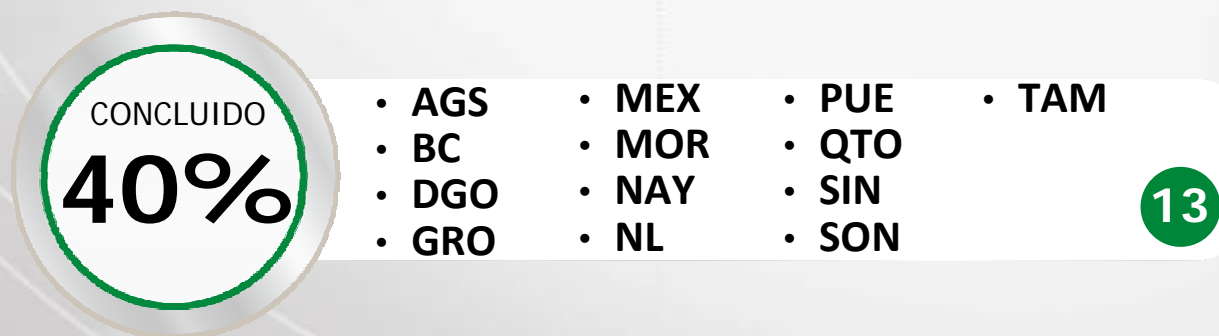 CONCLUIDO
40%
• AGS
• BC
• DGO
• GRO
• MEX
• MOR
• NAY
• NL
• PUE
• QTO
• SIN
• SON
• TAM
13